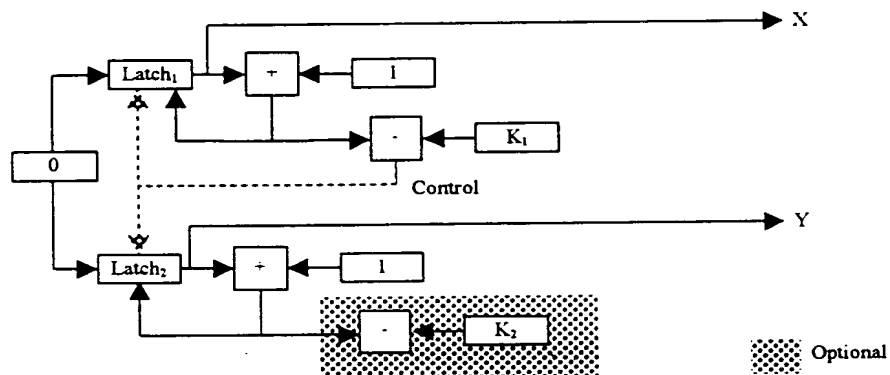 X
Latch₁
+
1
-
K₁
0
Control
Y
Latch₂
+
1
-
K₂
Optional